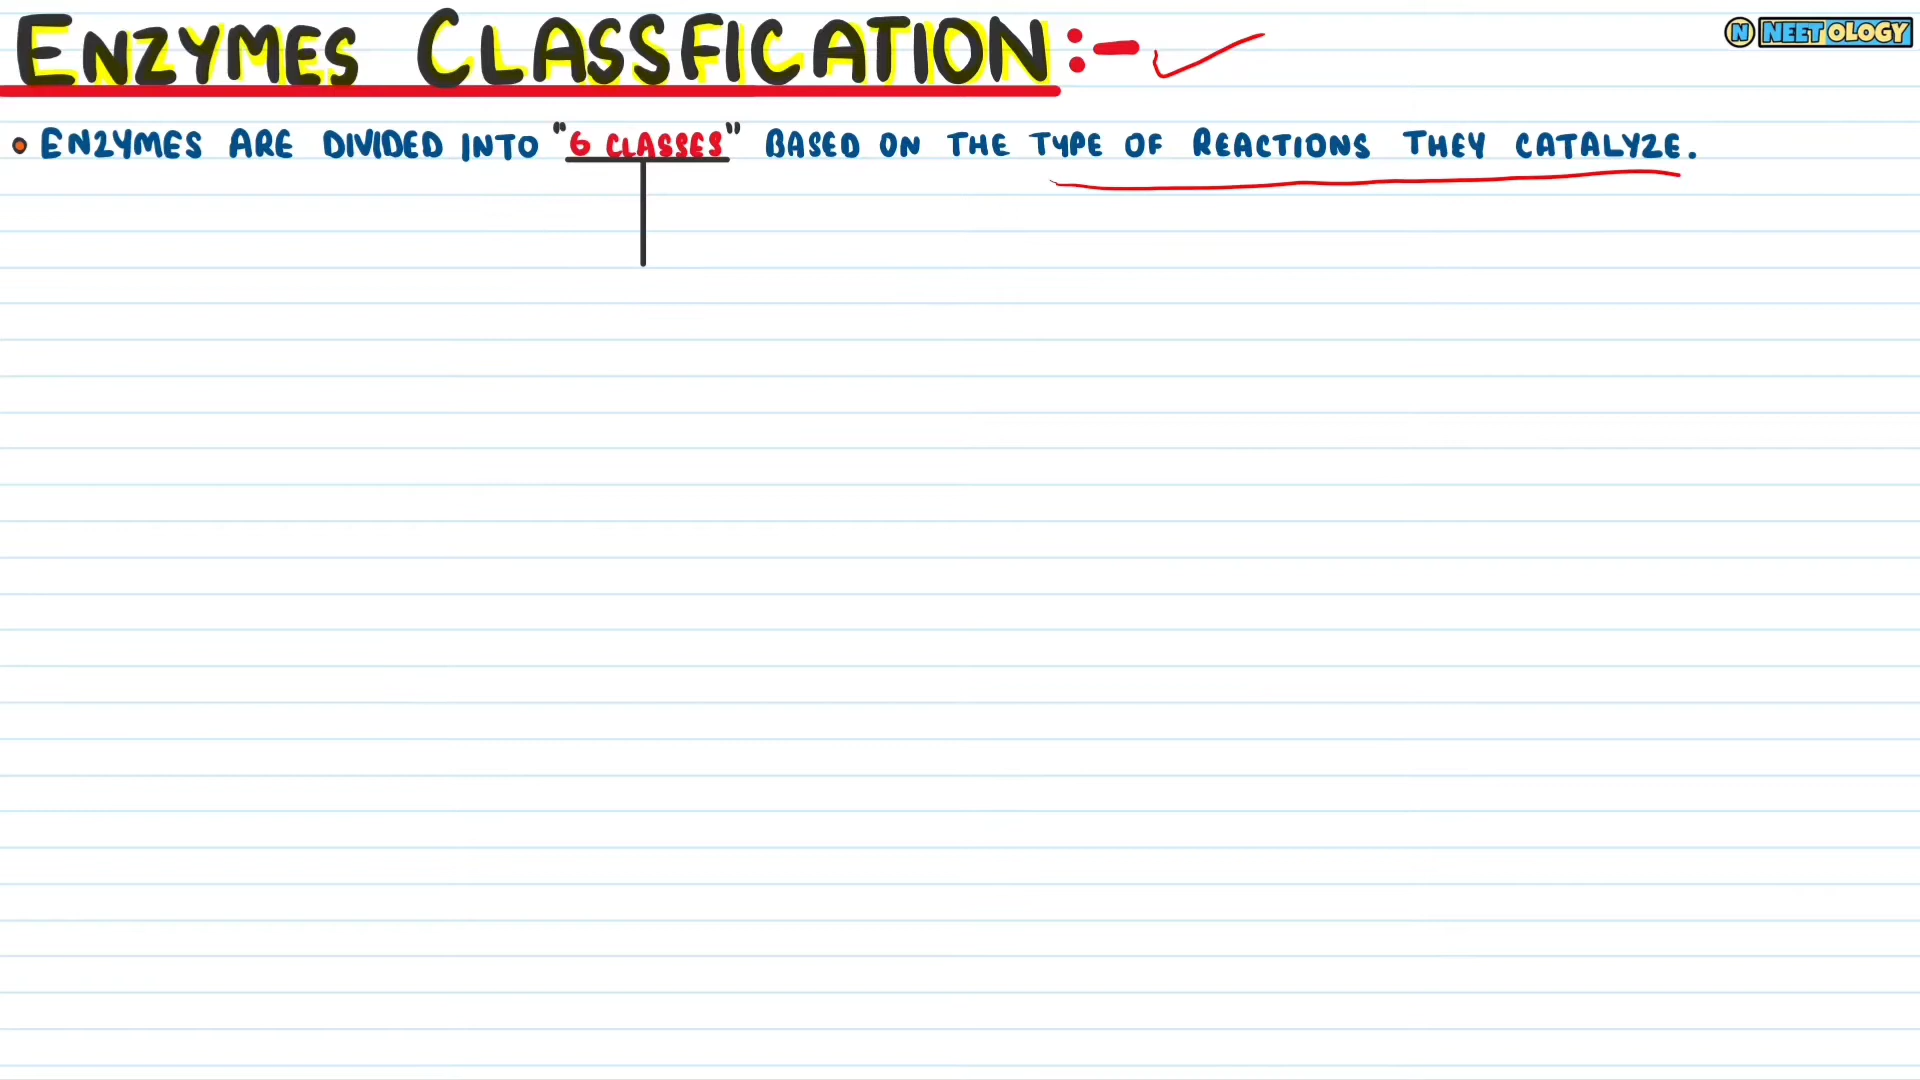 ENZYMES CLASSFICATION :-
N NEETOLOGY
• ENZYMES ARE DIVIDED INTO "6 CLASSES" BASED ON THE TYPE OF REACTIONS THEY CATALYZE.